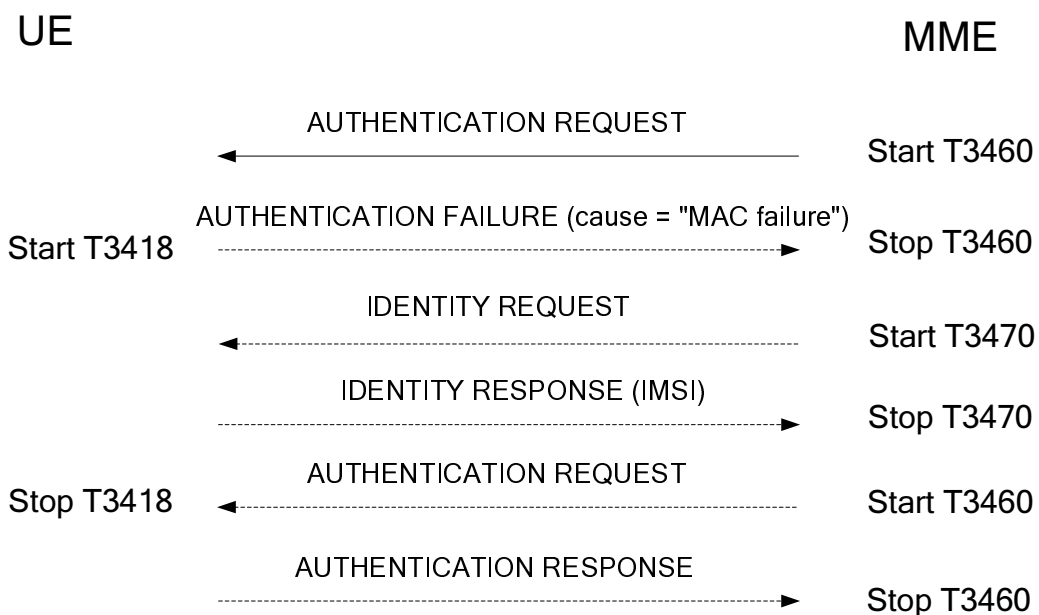 UE
MME
AUTHENTICATION REQUEST
Start T3460
AUTHENTICATION FAILURE (cause = "MAC failure")
Start T3418
Stop T3460
IDENTITY REQUEST
Start T3470
IDENTITY RESPONSE (IMSI)
Stop T3470
AUTHENTICATION REQUEST
Stop T3418
Start T3460
AUTHENTICATION RESPONSE
Stop T3460